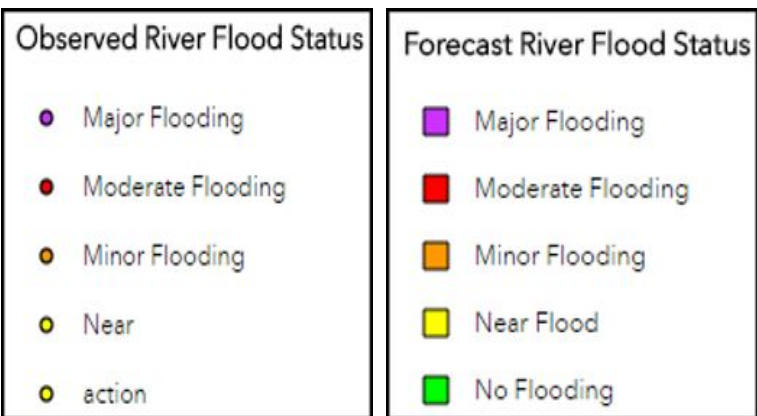 Observed River Flood Status
Major Flooding
Moderate Flooding
Minor Flooding
Near
action
Forecast River Flood Status
Major Flooding
Moderate Flooding
Minor Flooding
Near Flood
No Flooding